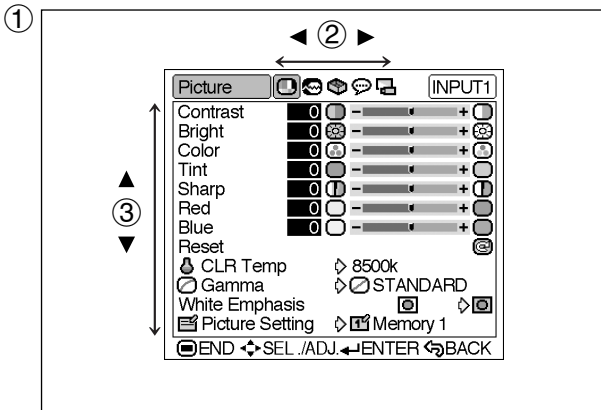 ①
◄ ② ►
Picture INPUT1
Contrast 0 - +
Bright 0 - +
Color 0 - +
Tint 0 - +
▲
Sharp 0 - +
③
Red 0 - +
▼
Blue 0 - +
Reset
CLR Temp 8500k
Gamma STANDARD
White Emphasis
Picture Setting 1 Memory 1
END SEL ./ADJ. ENTER BACK